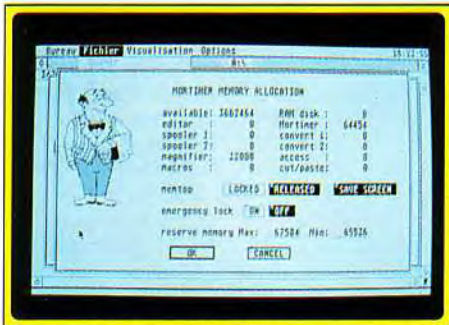 Bureau Fichier Visualisation Options
A:\
MORTIMER MEMORY ALLOCATION
available: 3662464 RAM disk : 0
editor : 0 Mortimer : 64454
spooler 1: 0 convert 1: 0
spooler 2: 0 convert 2: 0
magnifier: 32000 access : 0
macros : 0 cut/paste: 0
memtop LOCKED RELEASED SAVE SCREEN
emergency lock ON OFF
reserve memory Max: 67584 Min: 65536
OK CANCEL